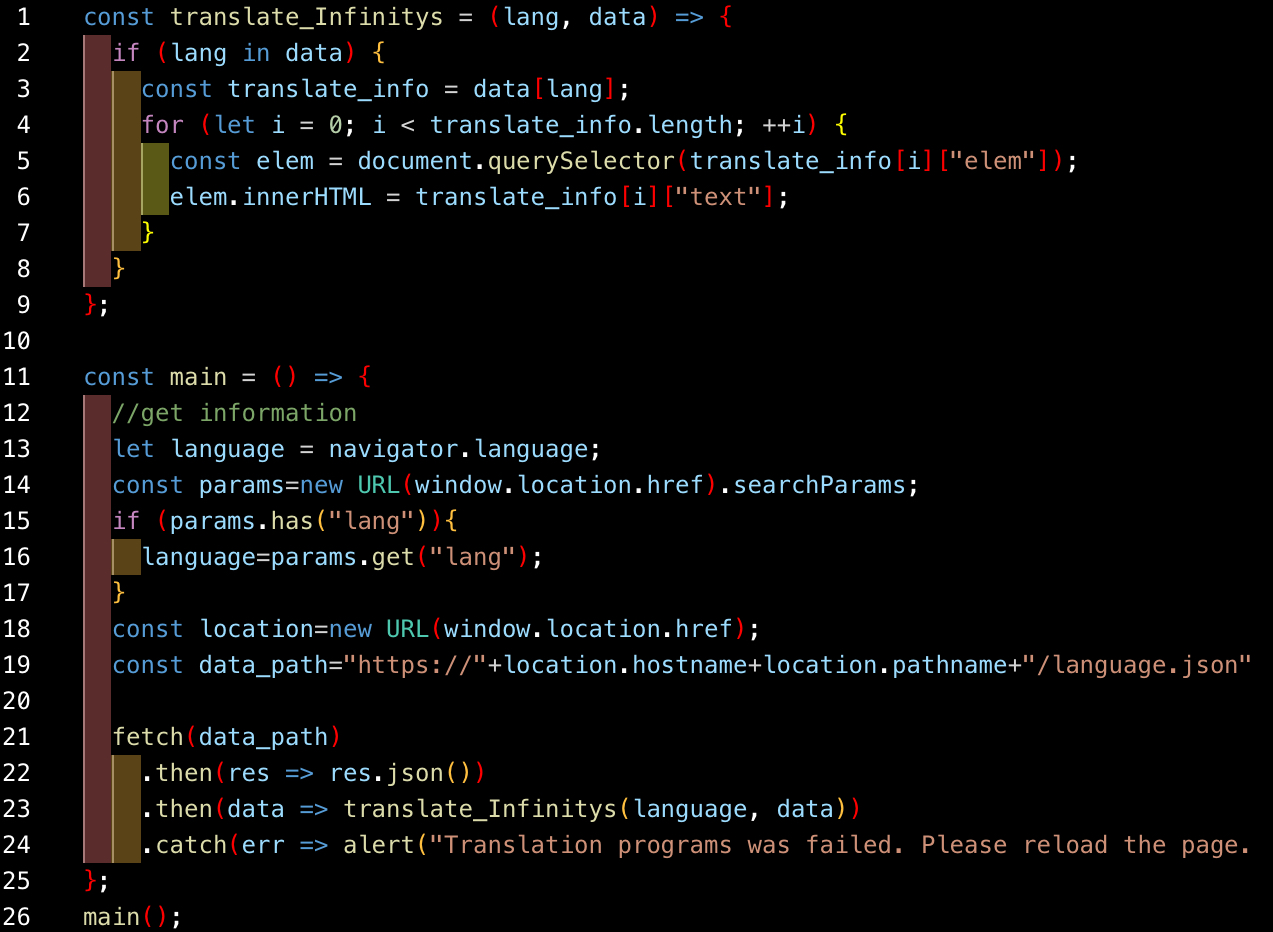 1 const translate_Infinitys = (lang, data) => {
2 if (lang in data) {
3 const translate_info = data[lang];
4 for (let i = 0; i < translate_info.length; ++i) {
5 const elem = document.querySelector(translate_info[i]["elem"]);
6 elem.innerHTML = translate_info[i]["text"];
7 }
8 }
9 };
10
11 const main = () => {
12 //get information
13 let language = navigator.language;
14 const params=new URL(window.location.href).searchParams;
15 if (params.has("lang")){
16 language=params.get("lang");
17 }
18 const location=new URL(window.location.href);
19 const data_path="https://"+location.hostname+location.pathname+"/language.json"
20
21 fetch(data_path)
22 .then(res => res.json())
23 .then(data => translate_Infinitys(language, data))
24 .catch(err => alert("Translation programs was failed. Please reload the page.
25 };
26 main();